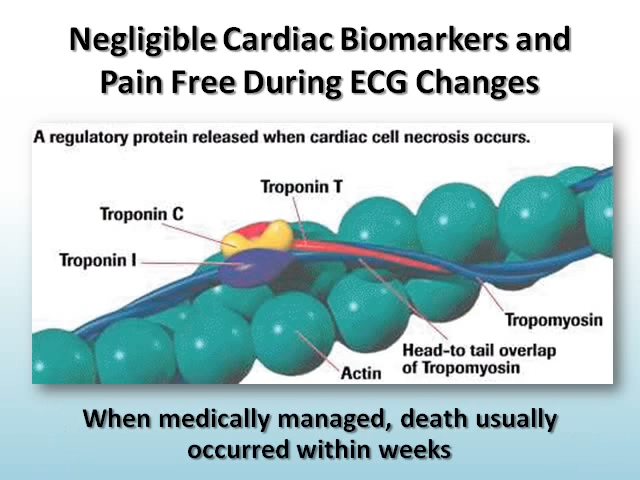 Negligible Cardiac Biomarkers and
Pain Free During ECG Changes
A regulatory protein released when cardiac cell necrosis occurs.
Troponin T
Troponin C
Troponin I
Tropomyosin
Head-to tail overlap
of Tropomyosin
Actin
When medically managed, death usually
occurred within weeks